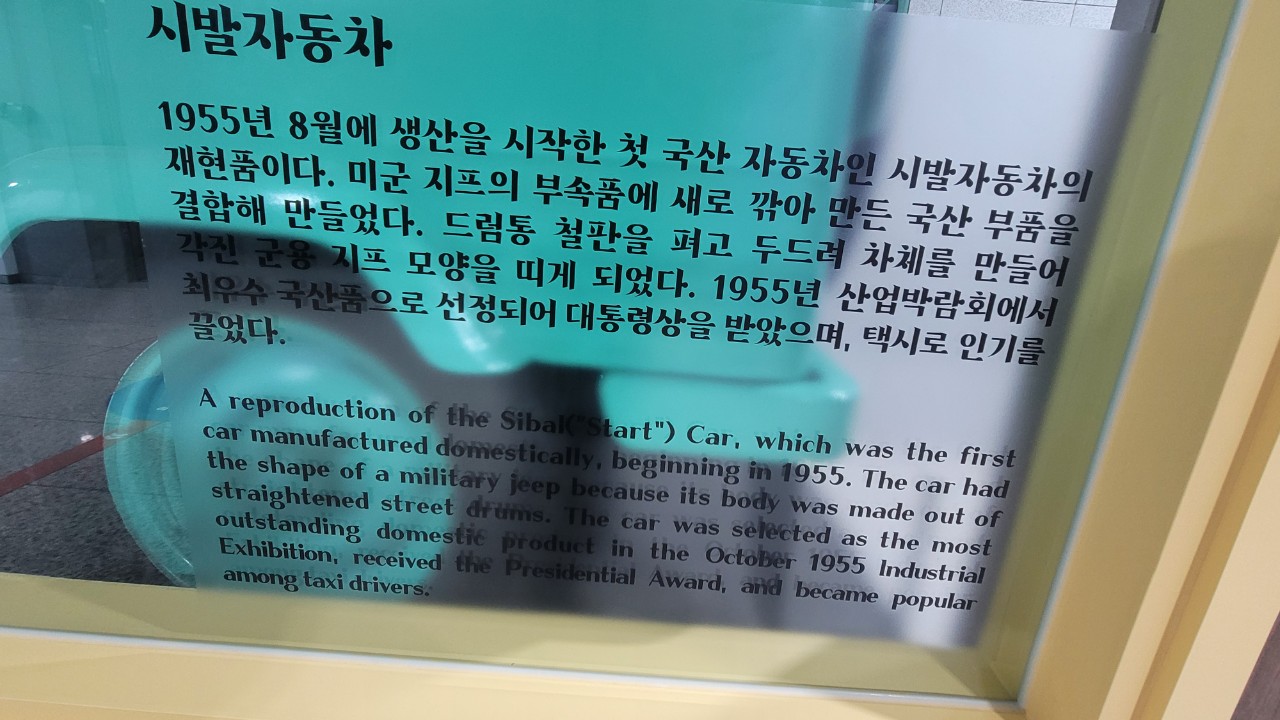 시발자동차
1955년 8월에 생산을 시작한 첫 국산 자동차인 시발자동차의
재현품이다. 미군 지프의 부속품에 새로 깎아 만든 국산 부품을
결합해 만들었다. 드럼통 철판을 펴고 두드려 차체를 만들어
각진 군용 지프 모양을 띠게 되었다. 1955년 산업박람회에서
최우수 국산품으로 선정되어 대통령상을 받았으며, 택시로 인기를
끌었다.
A reproduction of the Sibal("Start") Car, which was the first
car manufactured domestically, beginning in 1955. The car had
the shape of a military jeep because its body was made out of
straightened street drums. The car was selected as the most
outstanding domestic product in the October 1955 Industrial
Exhibition, received the Presidential Award, and became popular
among taxi drivers.